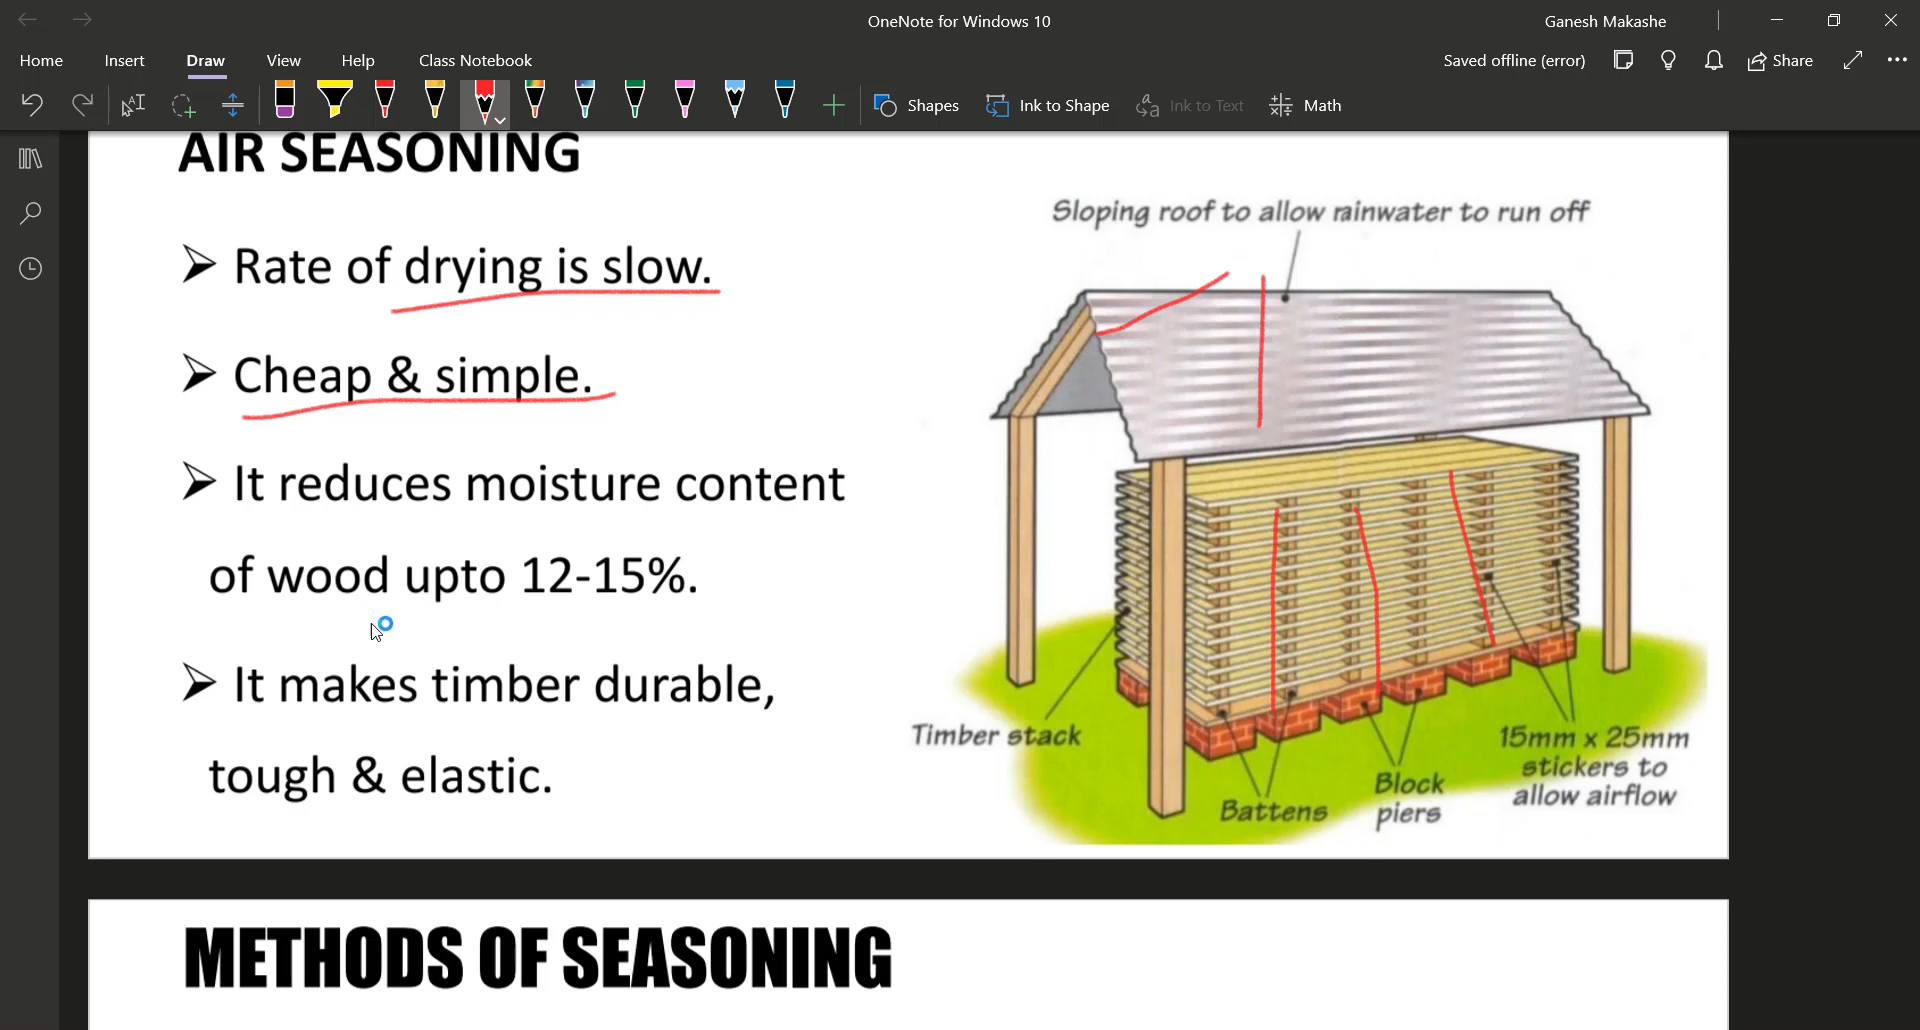 OneNote for Windows 10
Ganesh Makashe
Home Insert Draw View Help Class Notebook
Saved offline (error) Share
Shapes Ink to Shape Ink to Text Math
AIR SEASONING
Rate of drying is slow.
Cheap & simple.
It reduces moisture content
of wood upto 12-15%.
It makes timber durable,
tough & elastic.
Sloping roof to allow rainwater to run off
Timber stack
Battens
Block
piers
15mm x 25mm
stickers to
allow airflow
METHODS OF SEASONING